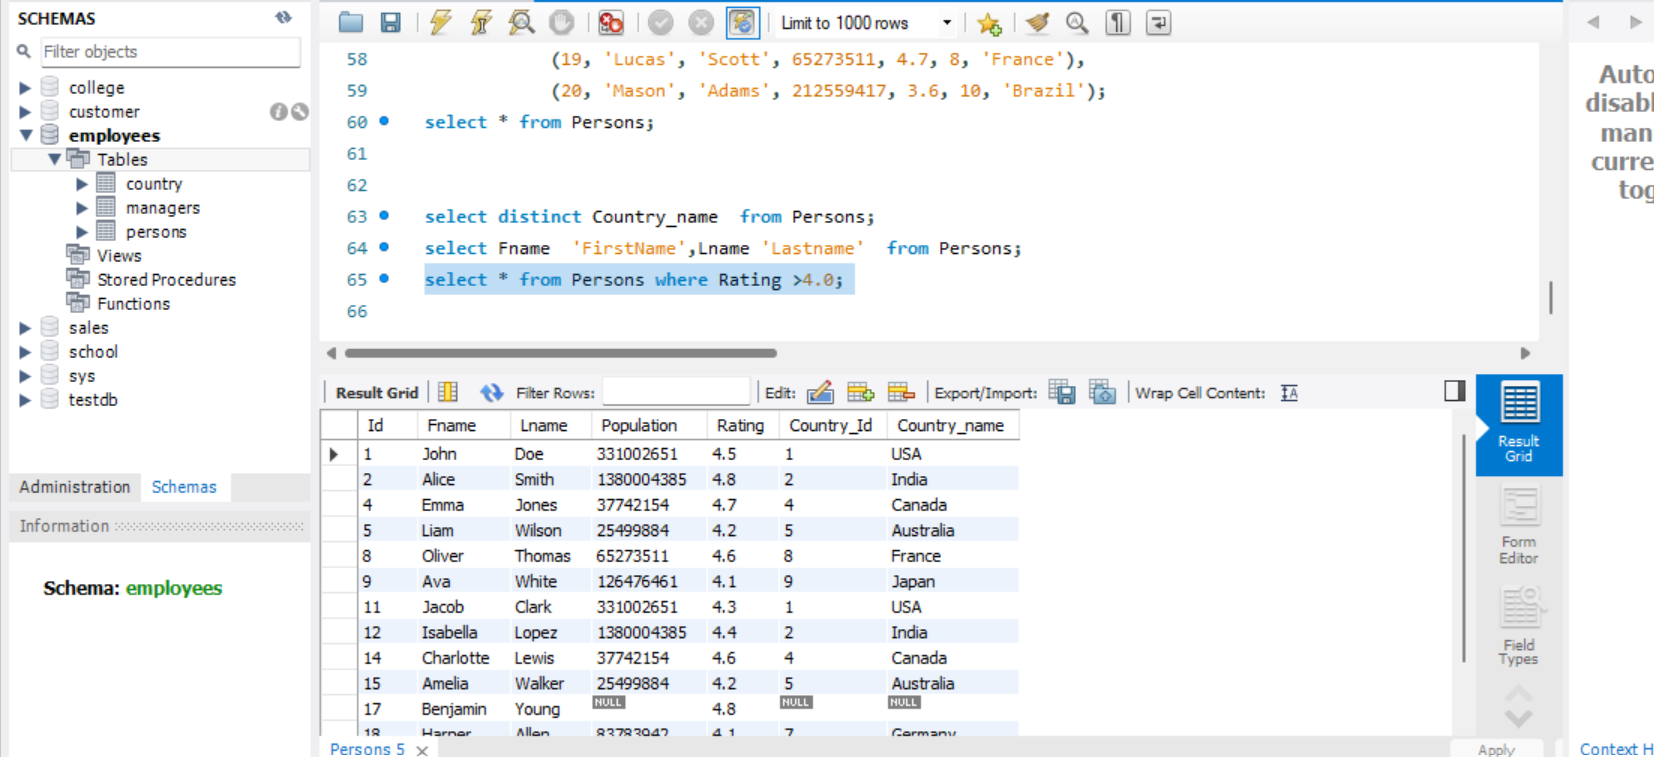 SCHEMAS
Filter objects
college
customer
employees
Tables
country
managers
persons
Views
Stored Procedures
Functions
sales
school
sys
testdb
Administration Schemas
Information
Schema: employees
Limit to 1000 rows
58 (19, 'Lucas', 'Scott', 65273511, 4.7, 8, 'France'),
59 (20, 'Mason', 'Adams', 212559417, 3.6, 10, 'Brazil');
60 select * from Persons;
61
62
63 select distinct Country_name  from Persons;
64 select Fname  'FirstName',Lname 'Lastname'  from Persons;
65 select * from Persons where Rating >4.0;
66
Result Grid Filter Rows: Edit: Export/Import: Wrap Cell Content:
Id Fname Lname Population Rating Country_Id Country_name
1 John Doe 331002651 4.5 1 USA
2 Alice Smith 1380004385 4.8 2 India
4 Emma Jones 37742154 4.7 4 Canada
5 Liam Wilson 25499884 4.2 5 Australia
8 Oliver Thomas 65273511 4.6 8 France
9 Ava White 126476461 4.1 9 Japan
11 Jacob Clark 331002651 4.3 1 USA
12 Isabella Lopez 1380004385 4.4 2 India
14 Charlotte Lewis 37742154 4.6 4 Canada
15 Amelia Walker 25499884 4.2 5 Australia
17 Benjamin Young NULL 4.8 NULL NULL
18 Harper Allen 83783942 4.1 7 Germany
Persons 5
Apply
Result
Grid
Form
Editor
Field
Types
Auto
disabl
man
curre
tog
Context H